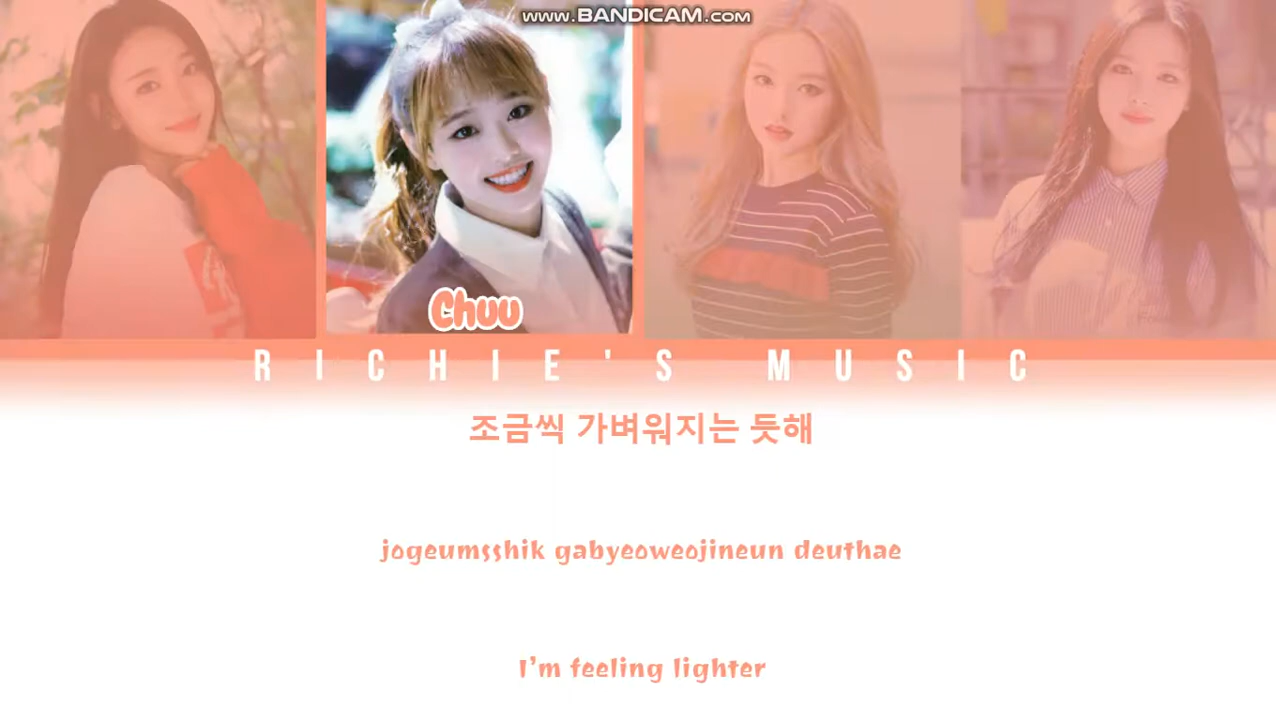 www.BANDICAM.com
Chuu
RICHIE'S MUSIC
조금씩 가벼워지는 듯해
jogeumsshik gabyeoweojineun deuthae
I'm feeling lighter